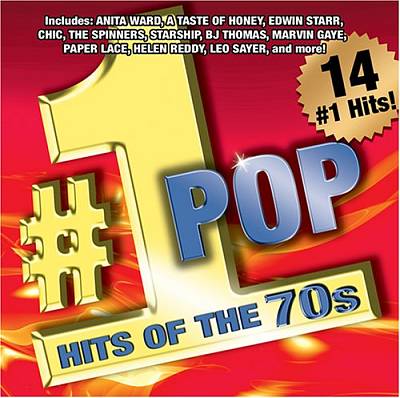 Includes: ANITA WARD, A TASTE OF HONEY, EDWIN STARR,
CHIC, THE SPINNERS, STARSHIP, BJ THOMAS, MARVIN GAYE,
PAPER LACE, HELEN REDDY, LEO SAYER, and more!
14
#1 Hits!
#1
POP
HITS OF THE 70s